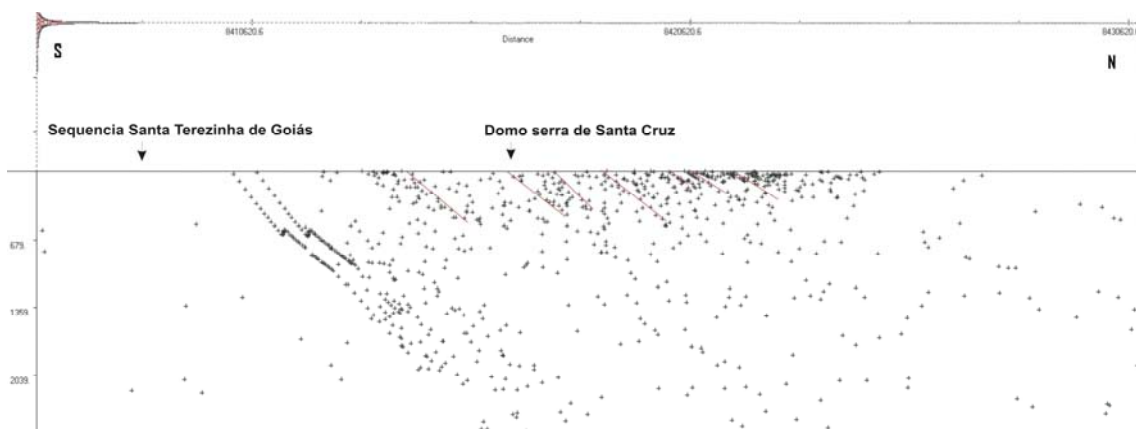 8410620.6
Distance
8420620.6
8430620.6
S
N
Sequencia Santa Terezinha de Goiás
Domo serra de Santa Cruz
679.
1359.
2039.